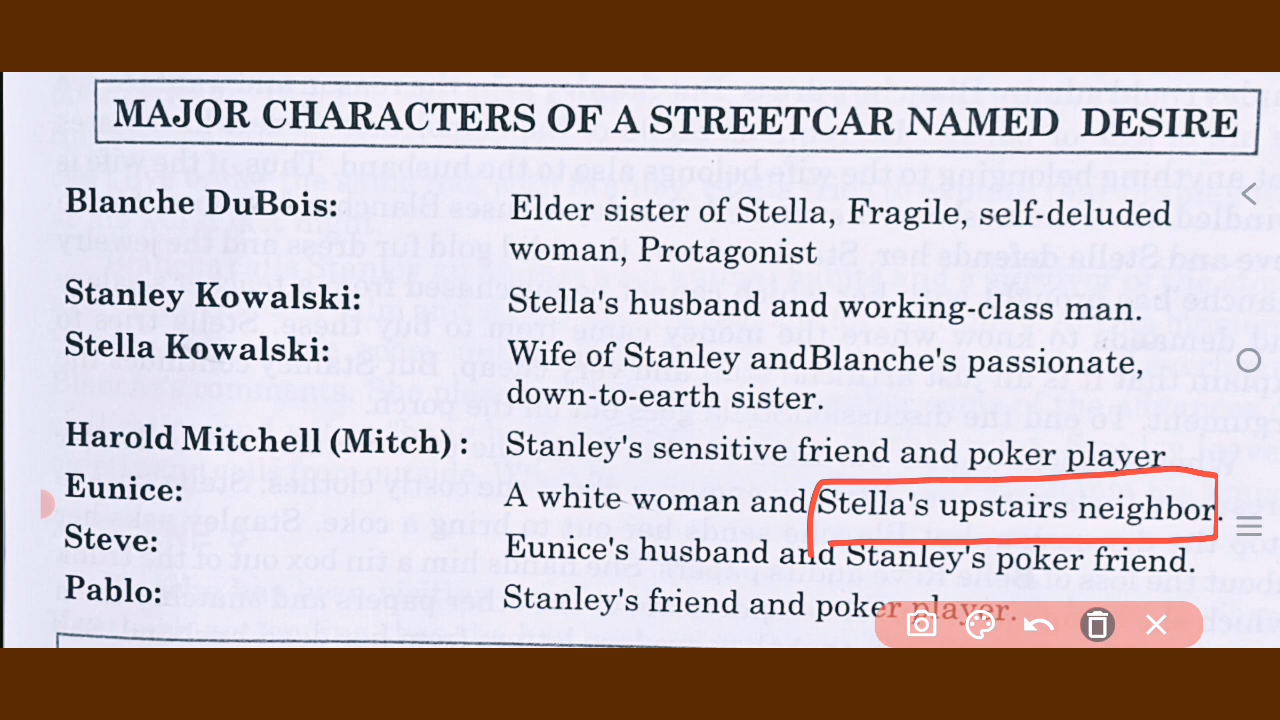 MAJOR CHARACTERS OF A STREETCAR NAMED DESIRE
Blanche DuBois: Elder sister of Stella, Fragile, self-deluded
woman, Protagonist
Stanley Kowalski: Stella's husband and working-class man.
Stella Kowalski: Wife of Stanley andBlanche's passionate,
down-to-earth sister.
Harold Mitchell (Mitch) : Stanley's sensitive friend and poker player
Eunice: A white woman and Stella's upstairs neighbor.
Steve: Eunice's husband and Stanley's poker friend.
Pablo: Stanley's friend and poker player.